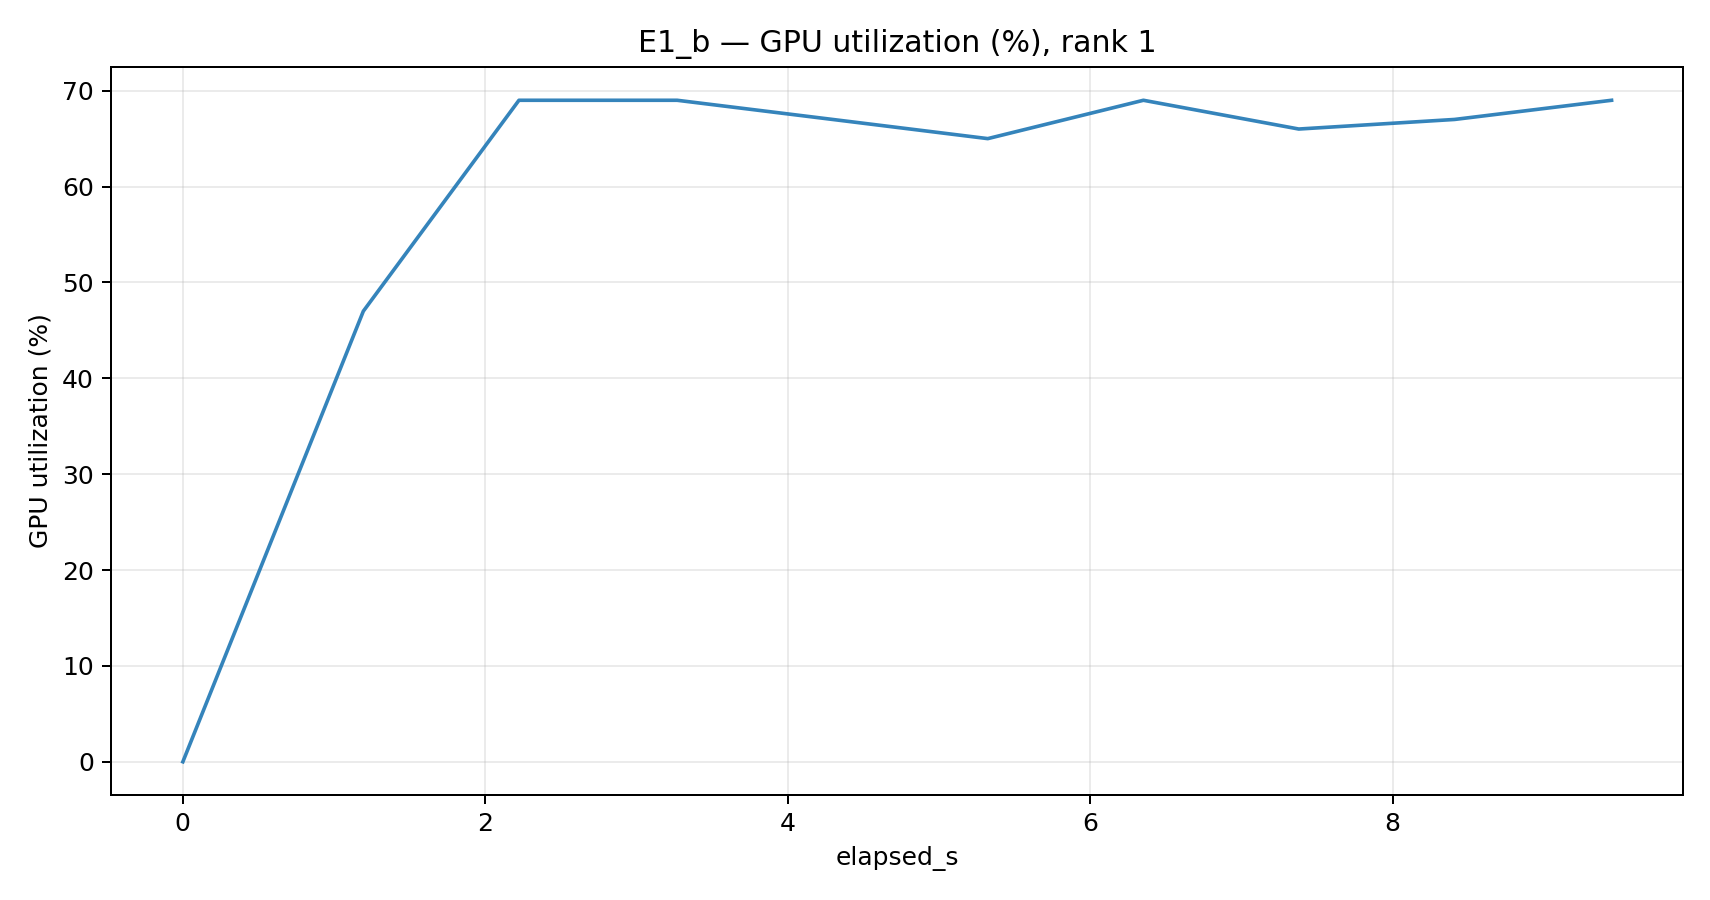 E1_b — GPU utilization (%), rank 1
GPU utilization (%)
70
60
50
40
30
20
10
0
0 2 4 6 8
elapsed_s